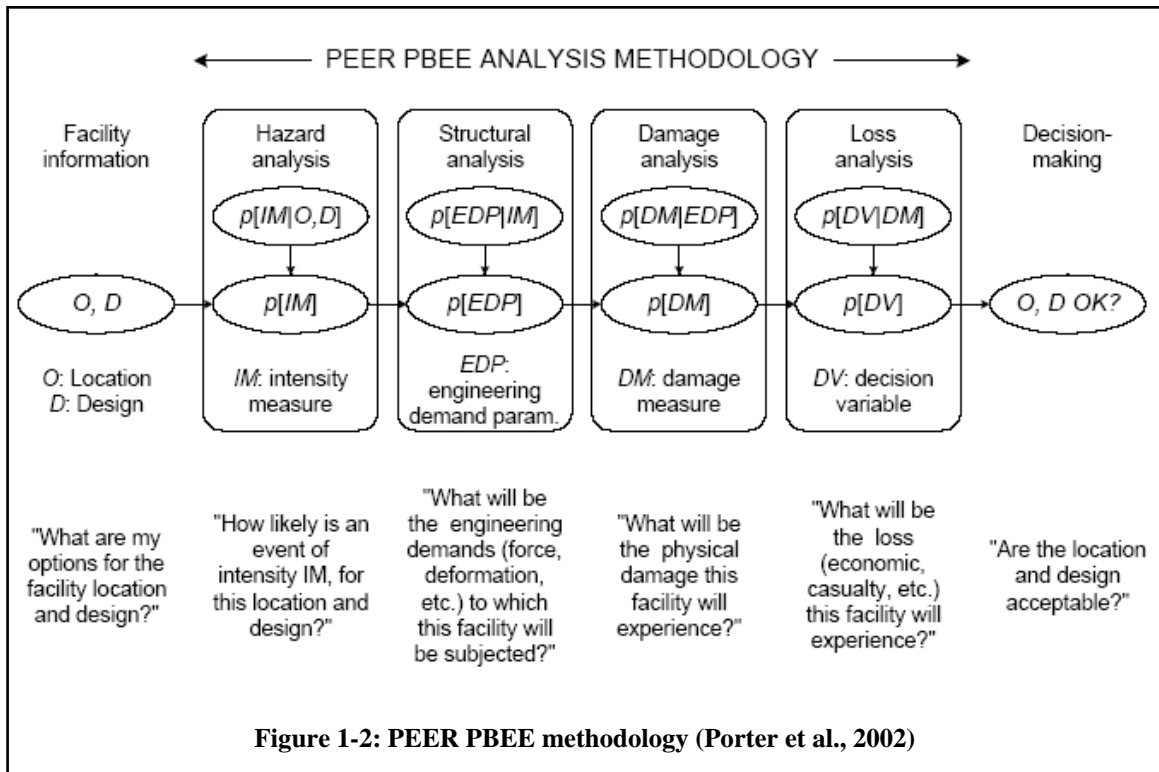 PEER PBEE ANALYSIS METHODOLOGY
Facility
information
Hazard
analysis
Structural
analysis
Damage
analysis
Loss
analysis
Decision-
making
p[IM|O,D]
p[EDP|IM]
p[DM|EDP]
p[DV|DM]
O, D
p[IM]
p[EDP]
p[DM]
p[DV]
O, D OK?
O: Location
D: Design
IM: intensity
measure
EDP:
engineering
demand param.
DM: damage
measure
DV: decision
variable
"What are my
options for the
facility location
and design?"
"How likely is an
event of
intensity IM, for
this location and
design?"
"What will be
the engineering
demands (force,
deformation,
etc.) to which
this facility will
be subjected?"
"What will be
the physical
damage this
facility will
experience?"
"What will be
the loss
(economic,
casualty, etc.)
this facility will
experience?"
"Are the location
and design
acceptable?"
Figure 1-2: PEER PBEE methodology (Porter et al., 2002)